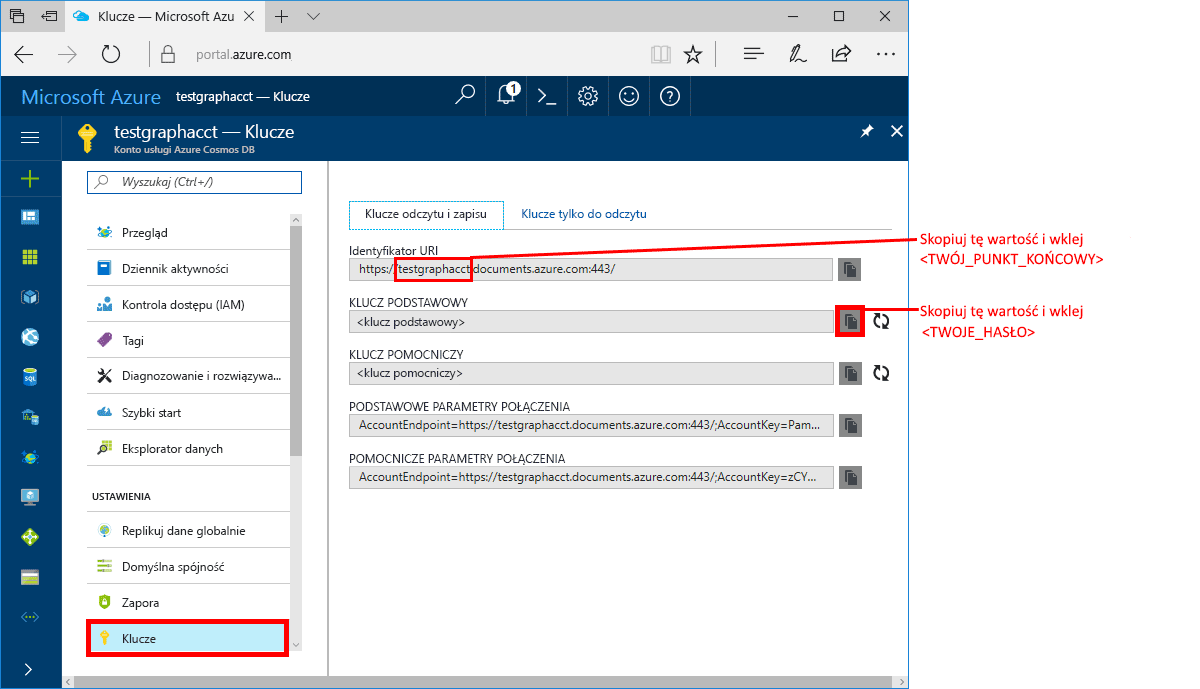 Klucze — Microsoft Azu
portal.azure.com
Microsoft Azure
testgraphacct — Klucze
1
testgraphacct — Klucze
Konto usługi Azure Cosmos DB
Wyszukaj (Ctrl+/)
Przegląd
Dziennik aktywności
Kontrola dostępu (IAM)
Tagi
Diagnozowanie i rozwiązywa...
Szybki start
Eksplorator danych
USTAWIENIA
Replikuj dane globalnie
Domyślna spójność
Zapora
Klucze
Klucze odczytu i zapisu
Klucze tylko do odczytu
Identyfikator URI
https://testgraphacct.documents.azure.com:443/
KLUCZ PODSTAWOWY
<klucz podstawowy>
KLUCZ POMOCNICZY
<klucz pomocniczy>
PODSTAWOWE PARAMETRY POŁĄCZENIA
AccountEndpoint=https://testgraphacct.documents.azure.com:443/;AccountKey=Pam...
POMOCNICZE PARAMETRY POŁĄCZENIA
AccountEndpoint=https://testgraphacct.documents.azure.com:443/;AccountKey=zCY...
Skopiuj tę wartość i wklej
<TWÓJ_PUNKT_KOŃCOWY>
Skopiuj tę wartość i wklej
<TWOJE_HASŁO>
SQL